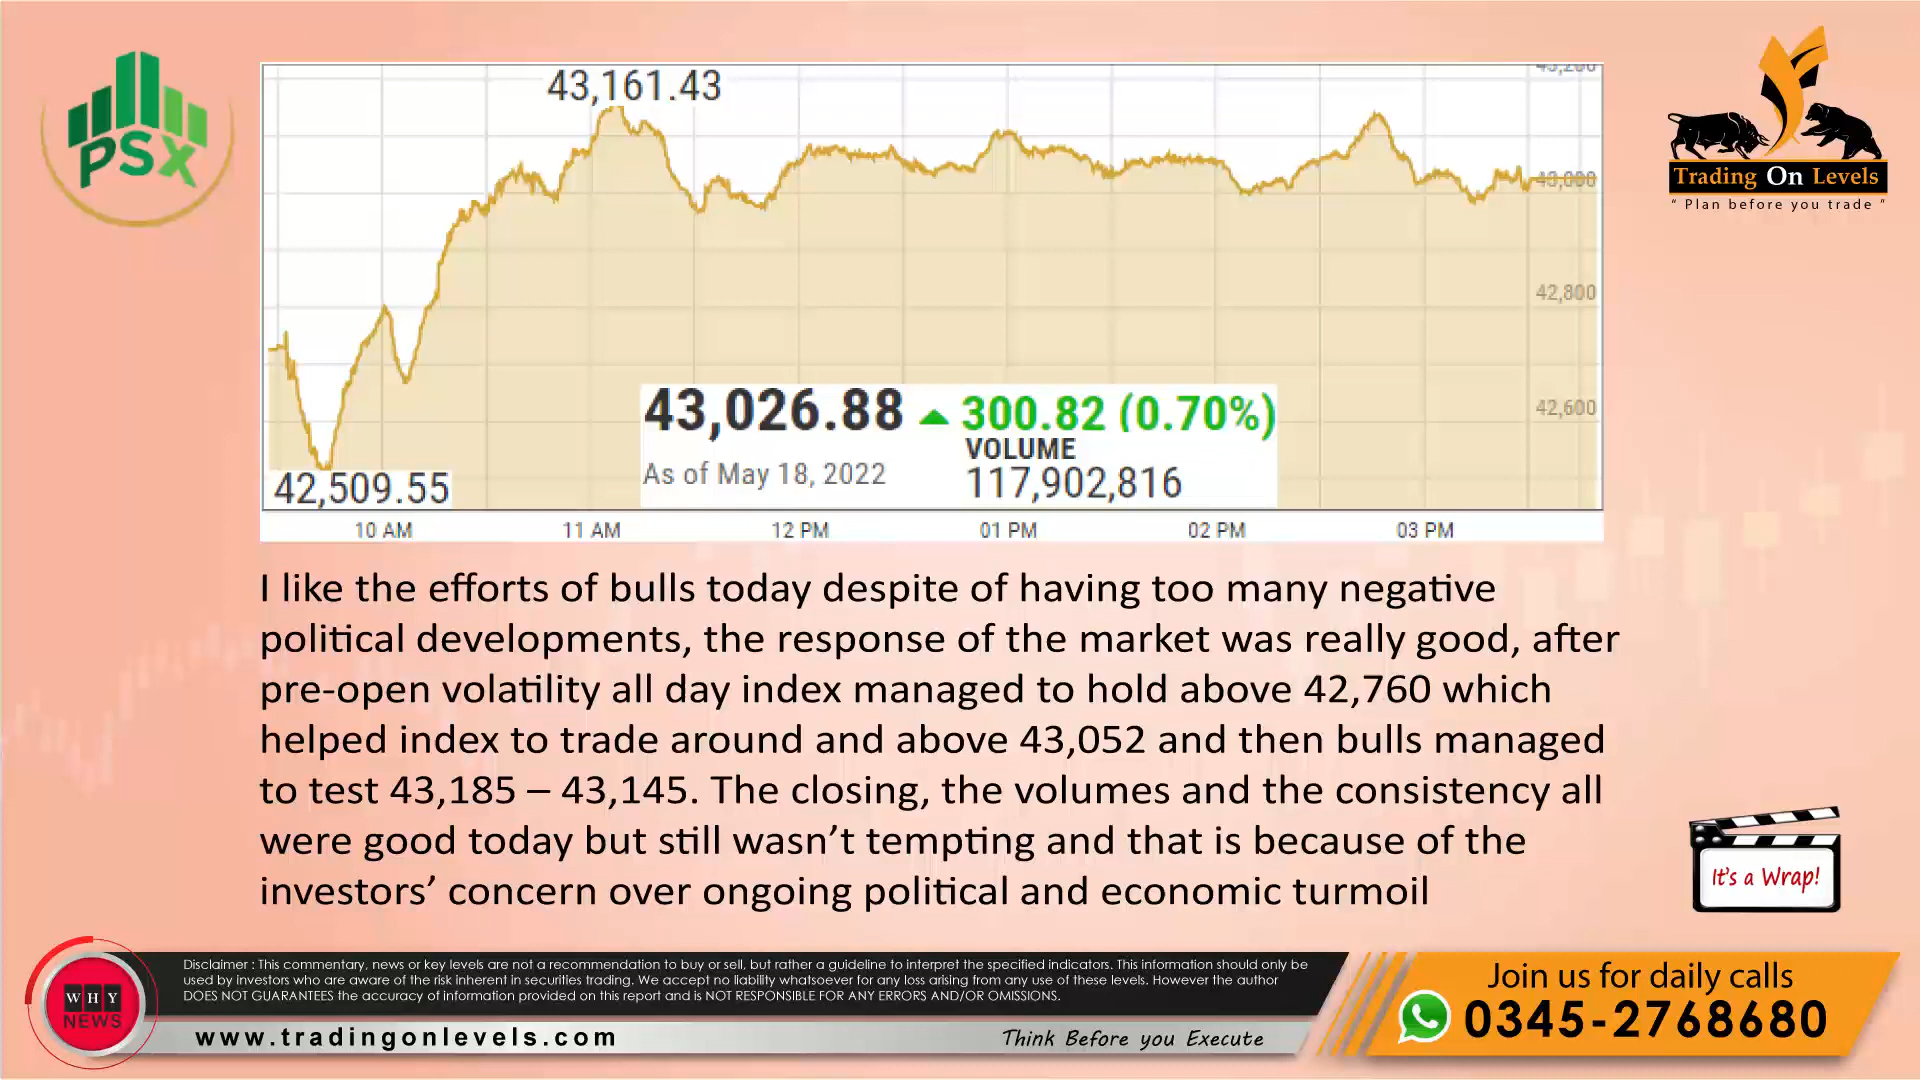 PSX
43,161.43
43,200
43,000
42,800
42,600
42,509.55
43,026.88 ▲ 300.82 (0.70%)
VOLUME
As of May 18, 2022
117,902,816
10 AM 11 AM 12 PM 01 PM 02 PM 03 PM
Trading On Levels
“ Plan before you trade ”
I like the efforts of bulls today despite of having too many negative
political developments, the response of the market was really good, after
pre-open volatility all day index managed to hold above 42,760 which
helped index to trade around and above 43,052 and then bulls managed
to test 43,185 – 43,145. The closing, the volumes and the consistency all
were good today but still wasn’t tempting and that is because of the
investors’ concern over ongoing political and economic turmoil
It's a Wrap!
WHY
NEWS
Disclaimer : This commentary, news or key levels are not a recommendation to buy or sell, but rather a guideline to interpret the specified indicators. This information should only be
used by investors who are aware of the risk inherent in securities trading. We accept no liability whatsoever for any loss arising from any use of these levels. However the author
DOES NOT GUARANTEES the accuracy of information provided on this report and is NOT RESPONSIBLE FOR ANY ERRORS AND/OR OMISSIONS.
www.tradingonlevels.com
Think Before you Execute
Join us for daily calls
0345-2768680